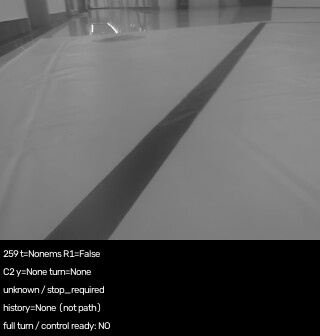 259 t=Nonems R1=False
C2 y=None turn=None
unknown / stop_required
history=None (not path)
full turn / control ready: NO